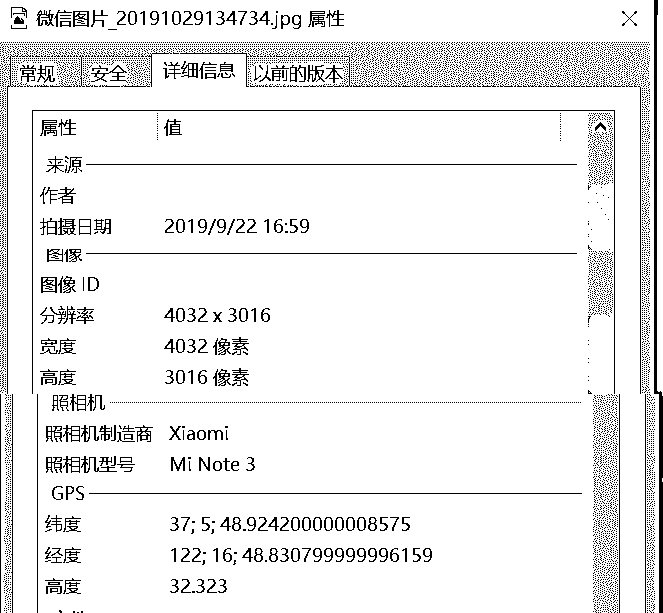 微信图片_20191029134734.jpg 属性
常规 安全 详细信息 以前的版本
属性 值
来源
作者
拍摄日期 2019/9/22 16:59
图像
图像 ID
分辨率 4032 x 3016
宽度 4032 像素
高度 3016 像素
照相机
照相机制造商 Xiaomi
照相机型号 Mi Note 3
GPS
纬度 37; 5; 48.924200000008575
经度 122; 16; 48.830799999996159
高度 32.323